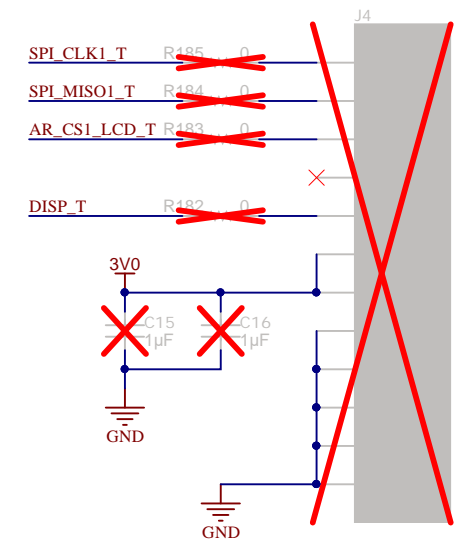 J4
SPI_CLK1_T R185 0
SPI_MISO1_T R184 0
AR_CS1_LCD_T R183 0
DISP_T R182 0
3V0
C15 C16
1µF 1µF
GND
GND